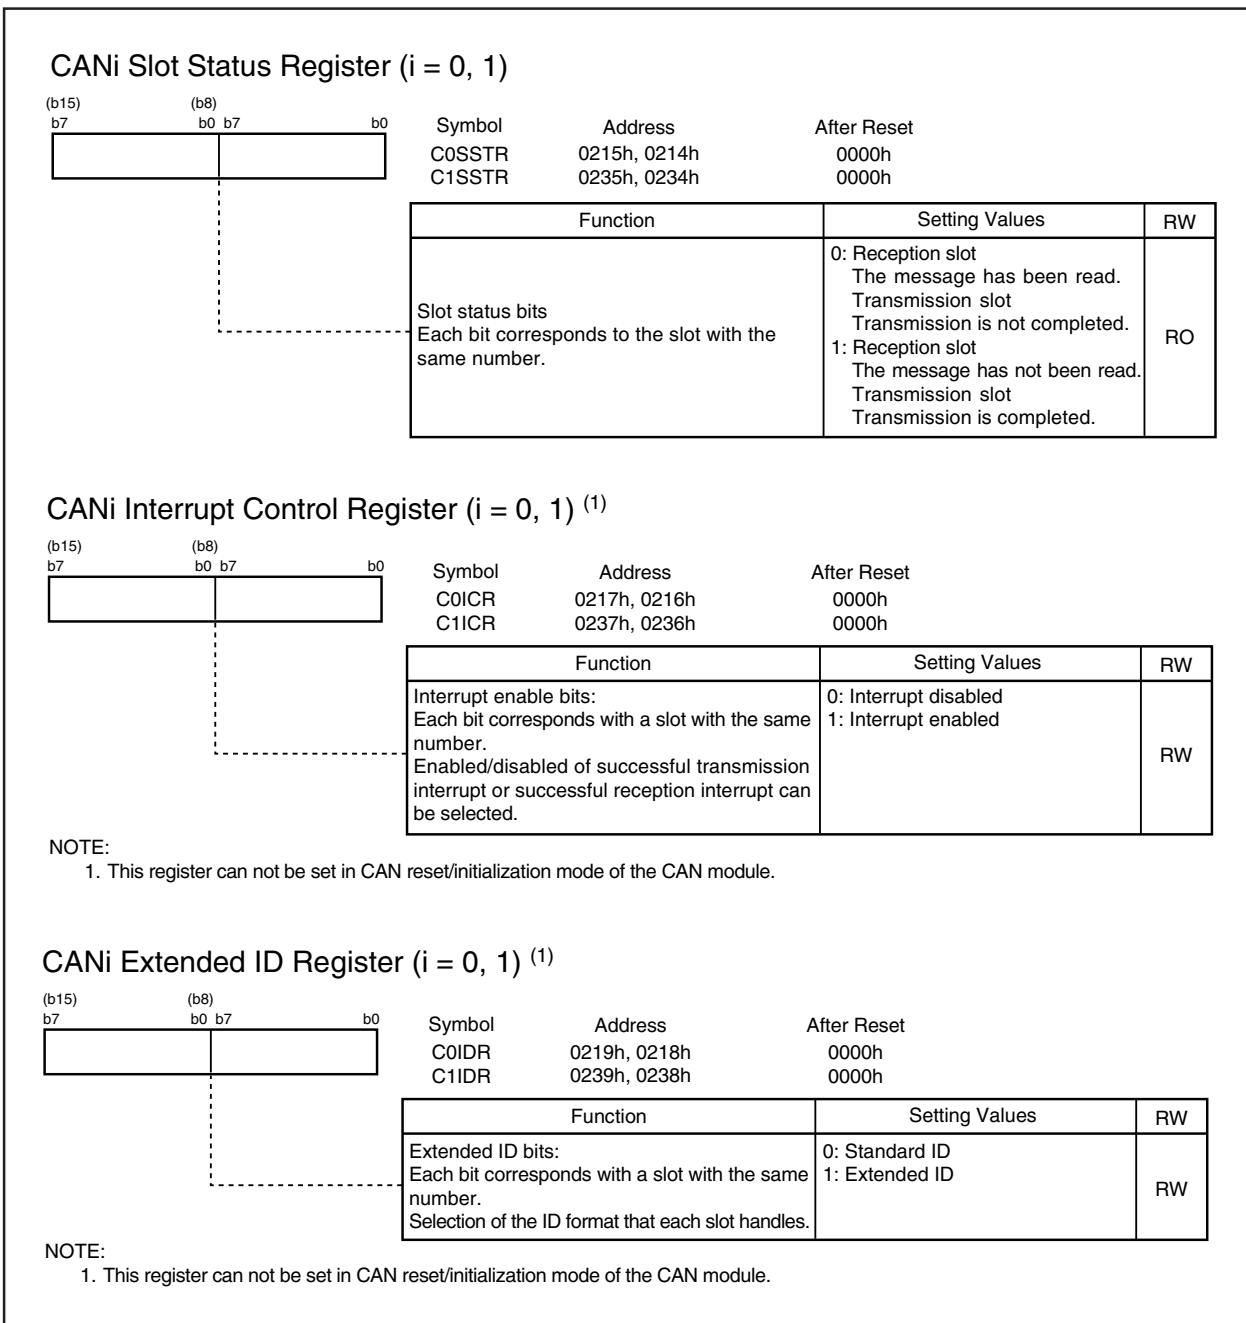 CANi Slot Status Register (i = 0, 1)
(b15) (b8)
b7 b0 b7 b0
Symbol Address After Reset
C0SSTR 0215h, 0214h 0000h
C1SSTR 0235h, 0234h 0000h
Function Setting Values RW
Slot status bits
Each bit corresponds to the slot with the
same number.
0: Reception slot
The message has been read.
Transmission slot
Transmission is not completed.
1: Reception slot
The message has not been read.
Transmission slot
Transmission is completed.
RO
CANi Interrupt Control Register (i = 0, 1) (1)
(b15) (b8)
b7 b0 b7 b0
Symbol Address After Reset
C0ICR 0217h, 0216h 0000h
C1ICR 0237h, 0236h 0000h
Function Setting Values RW
Interrupt enable bits:
Each bit corresponds with a slot with the same
number.
Enabled/disabled of successful transmission
interrupt or successful reception interrupt can
be selected.
0: Interrupt disabled
1: Interrupt enabled
RW
NOTE:
1. This register can not be set in CAN reset/initialization mode of the CAN module.
CANi Extended ID Register (i = 0, 1) (1)
(b15) (b8)
b7 b0 b7 b0
Symbol Address After Reset
C0IDR 0219h, 0218h 0000h
C1IDR 0239h, 0238h 0000h
Function Setting Values RW
Extended ID bits:
Each bit corresponds with a slot with the same
number.
Selection of the ID format that each slot handles.
0: Standard ID
1: Extended ID
RW
NOTE:
1. This register can not be set in CAN reset/initialization mode of the CAN module.